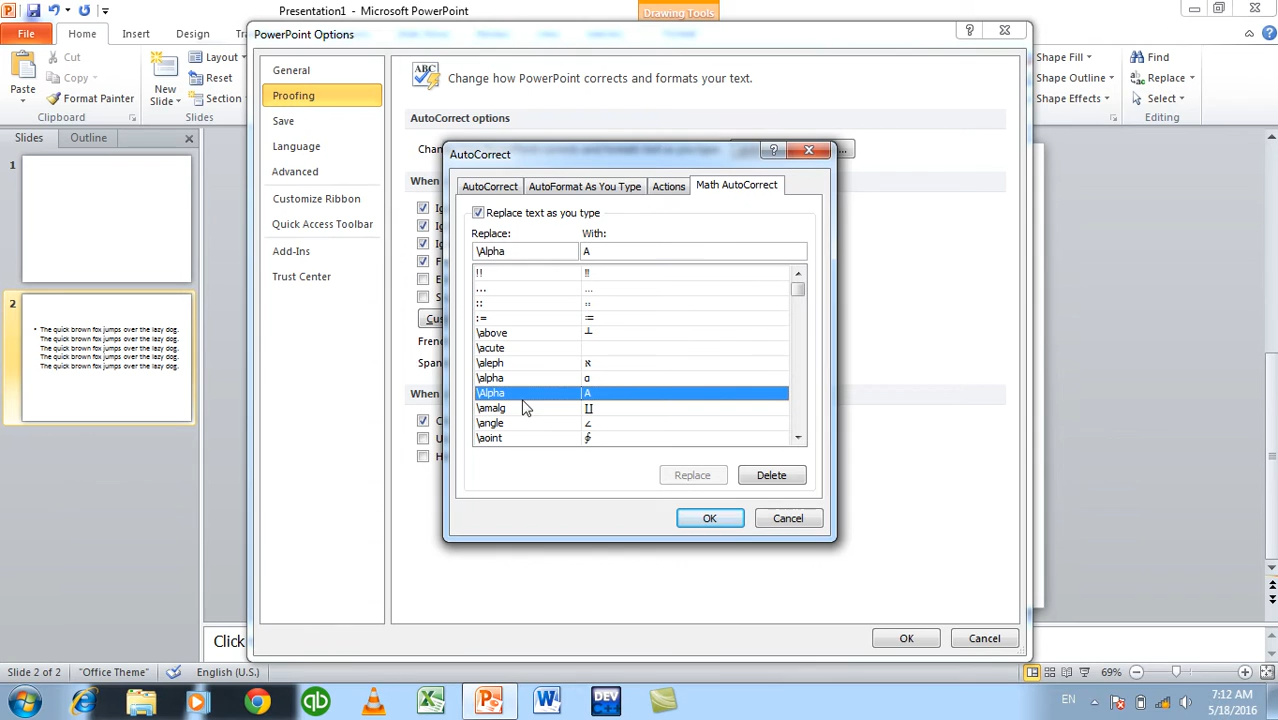 Presentation1 - Microsoft PowerPoint
Drawing Tools
File
Home
Insert
Design
PowerPoint Options
Paste
Cut
Copy
Format Painter
Clipboard
New
Slide
Layout
Reset
Section
Slides
Shape Fill
Shape Outline
Shape Effects
Find
Replace
Select
Editing
Slides
Outline
1
2
• The quick brown fox jumps over the lazy dog.
The quick brown fox jumps over the lazy dog.
The quick brown fox jumps over the lazy dog.
The quick brown fox jumps over the lazy dog.
The quick brown fox jumps over the lazy dog.
General
Proofing
Save
Language
Advanced
Customize Ribbon
Quick Access Toolbar
Add-Ins
Trust Center
ABC
Change how PowerPoint corrects and formats your text.
AutoCorrect options
When
When
AutoCorrect
AutoCorrect
AutoFormat As You Type
Actions
Math AutoCorrect
Replace text as you type
Replace:
With:
\Alpha
Α
!! ‼
... …
:: ∷
:= ≔
\above ┴
\acute
\aleph ℵ
\alpha α
\Alpha Α
\amalg ∐
\angle ∠
\aoint ∳
Replace
Delete
OK
Cancel
OK
Cancel
Click
Slide 2 of 2
"Office Theme"
English (U.S.)
69%
qb
DEV
EN
7:12 AM
5/18/2016